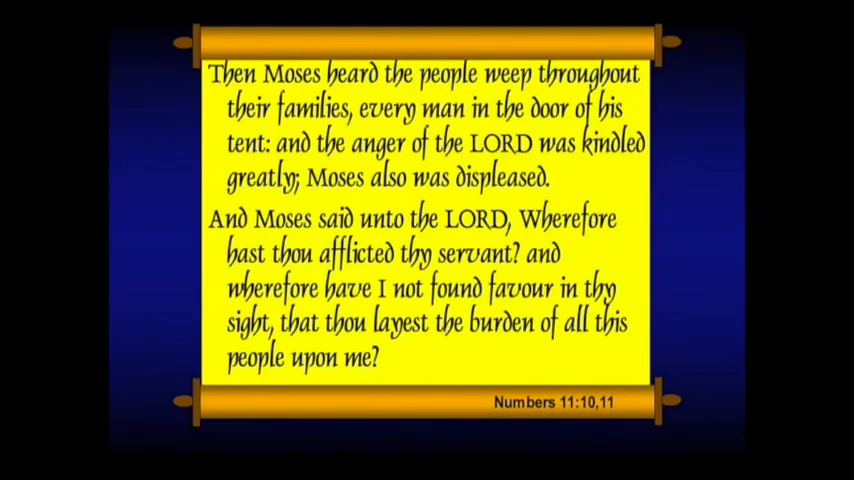 Then Moses heard the people weep throughout
their families, every man in the door of his
tent: and the anger of the LORD was kindled
greatly; Moses also was displeased.
And Moses said unto the LORD, Wherefore
hast thou afflicted thy servant? and
wherefore have I not found favour in thy
sight, that thou layest the burden of all this
people upon me?
Numbers 11:10,11